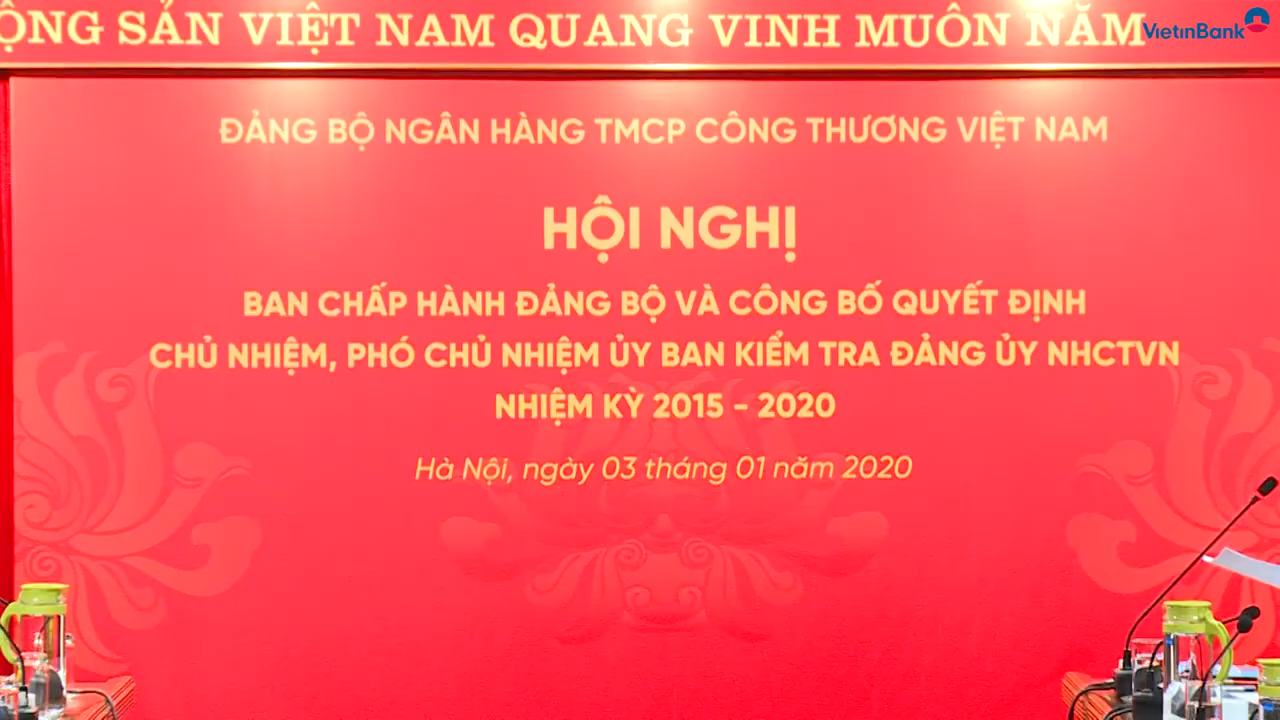 ỘNG SẢN VIỆT NAM QUANG VINH MUÔN NĂM
VietinBank
ĐẢNG BỘ NGÂN HÀNG TMCP CÔNG THƯƠNG VIỆT NAM
HỘI NGHỊ
BAN CHẤP HÀNH ĐẢNG BỘ VÀ CÔNG BỐ QUYẾT ĐỊNH
CHỦ NHIỆM, PHÓ CHỦ NHIỆM ỦY BAN KIỂM TRA ĐẢNG ỦY NHCTVN
NHIỆM KỲ 2015 - 2020
Hà Nội, ngày 03 tháng 01 năm 2020